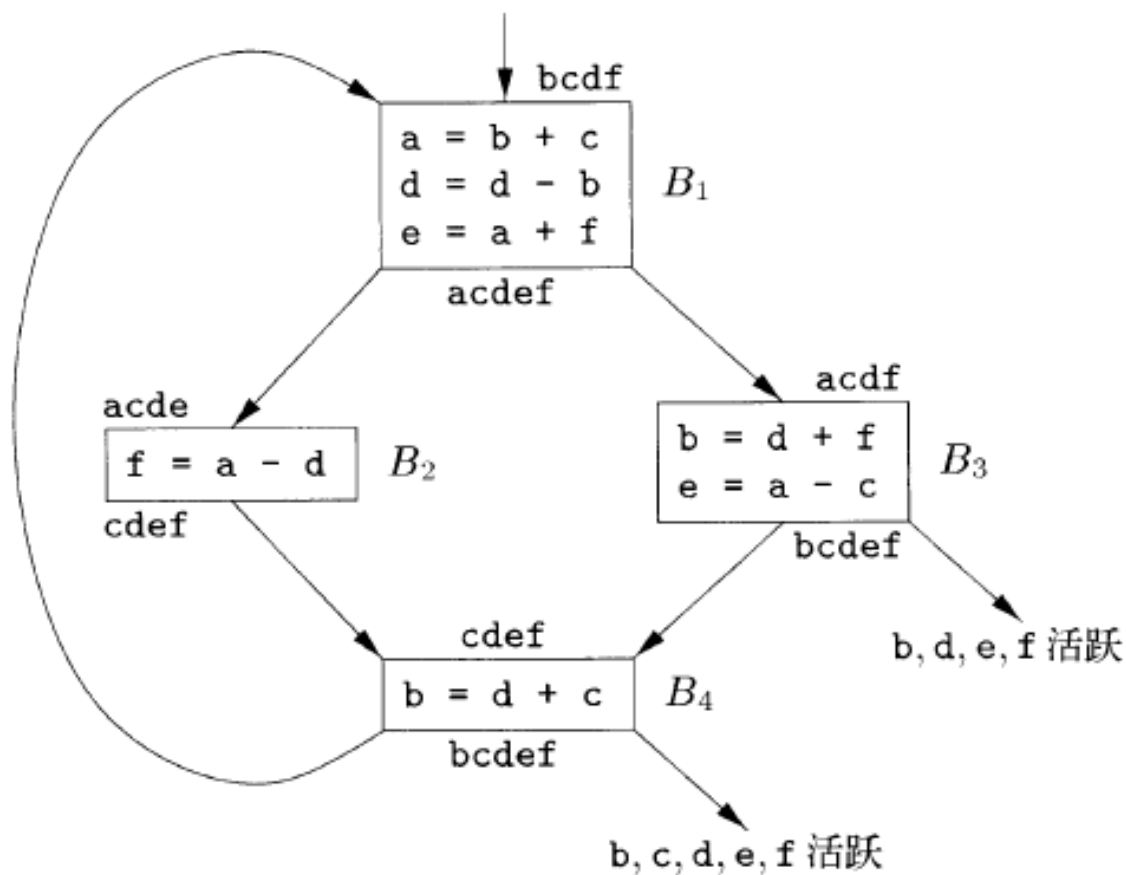 bcdf
a = b + c
d = d - b
e = a + f
B₁
acdef
acde
f = a - d
B₂
cdef
acdf
b = d + f
e = a - c
B₃
bcdef
b, d, e, f 活跃
cdef
b = d + c
B₄
bcdef
b, c, d, e, f 活跃